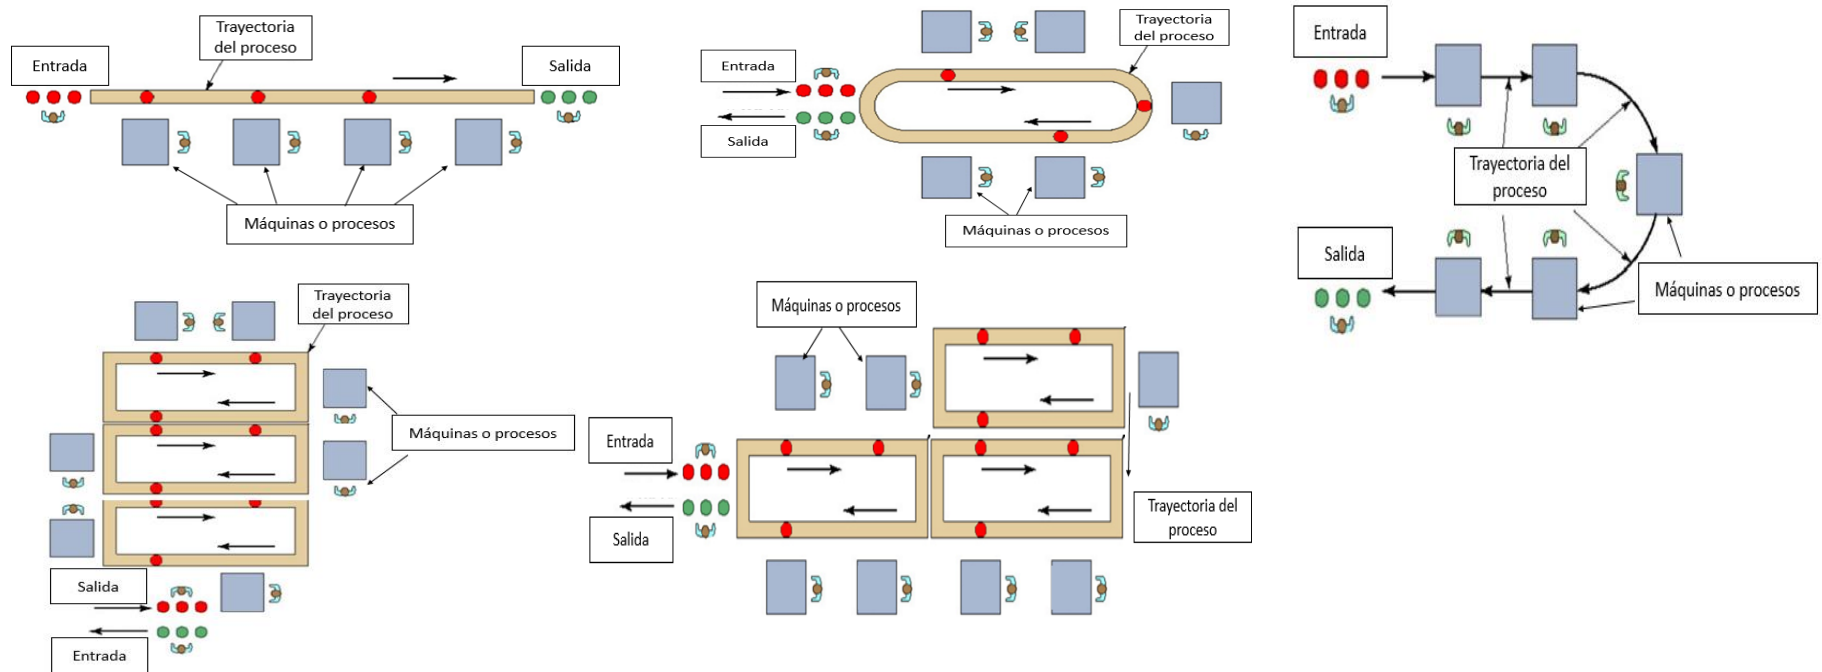 Trayectoria
del proceso
Entrada
Salida
Máquinas o procesos
Trayectoria
del proceso
Entrada
Salida
Máquinas o procesos
Entrada
Trayectoria del
proceso
Salida
Máquinas o procesos
Trayectoria
del proceso
Máquinas o procesos
Salida
Entrada
Máquinas o procesos
Entrada
Salida
Trayectoria del
proceso